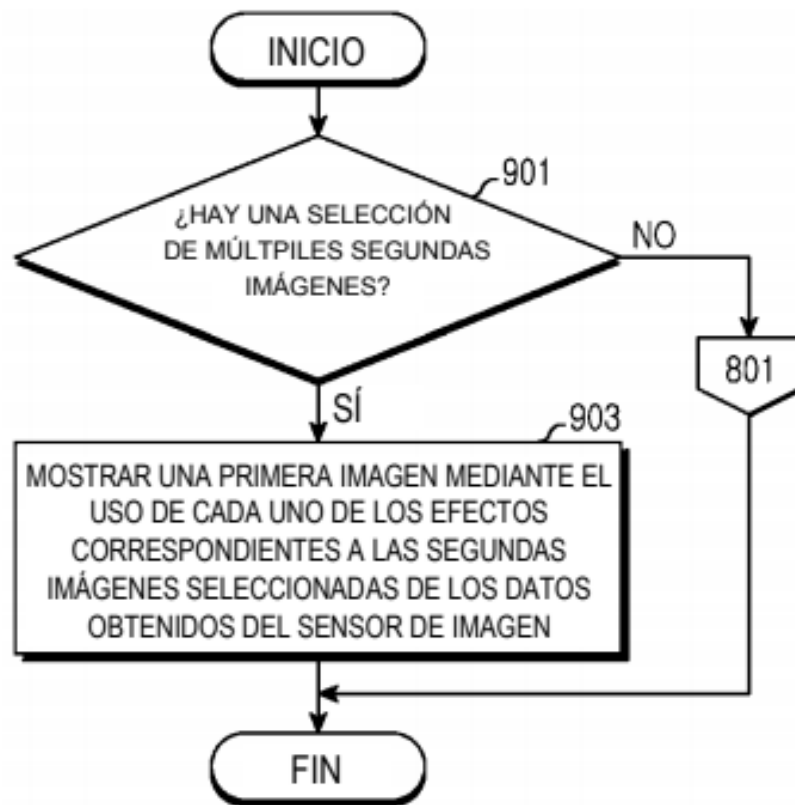 INICIO
901
¿HAY UNA SELECCIÓN
DE MÚLTPILES SEGUNDAS
IMÁGENES?
NO
801
SÍ
903
MOSTRAR UNA PRIMERA IMAGEN MEDIANTE EL
USO DE CADA UNO DE LOS EFECTOS
CORRESPONDIENTES A LAS SEGUNDAS
IMÁGENES SELECCIONADAS DE LOS DATOS
OBTENIDOS DEL SENSOR DE IMAGEN
FIN